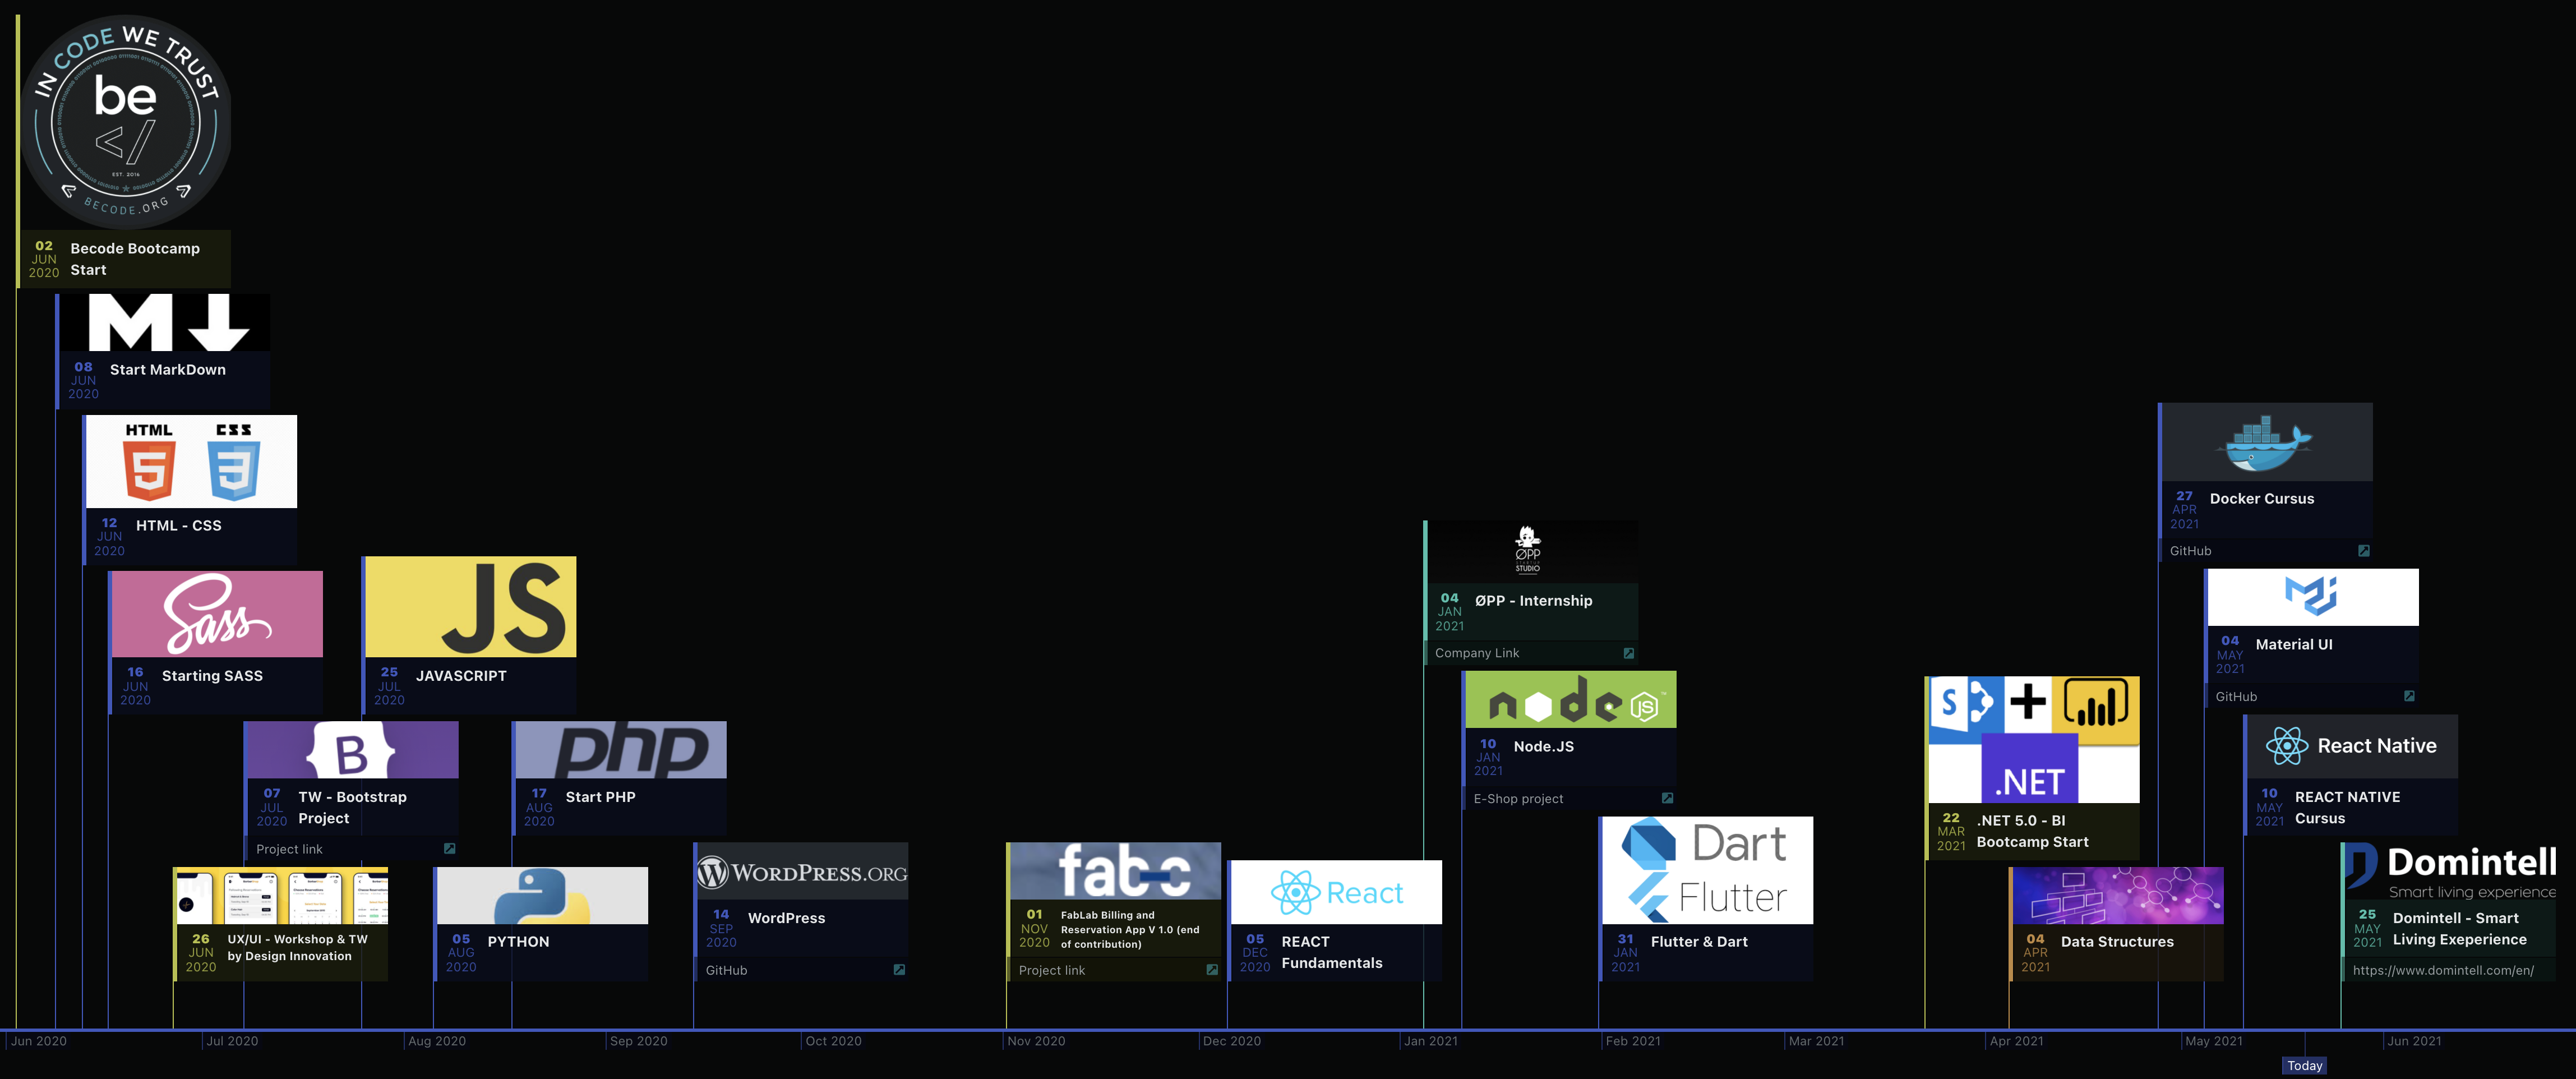 IN CODE WE TRUST
be
</
EST. 2016
BECODE.ORG
02 JUN 2020
Becode Bootcamp
Start
M
08 JUN 2020
Start MarkDown
HTML CSS
5 3
12 JUN 2020
HTML - CSS
Sass
16 JUN 2020
Starting SASS
JS
25 JUL 2020
JAVASCRIPT
B
07 JUL 2020
TW - Bootstrap
Project
Project link
php
17 AUG 2020
Start PHP
26 JUN 2020
UX/UI - Workshop & TW
by Design Innovation
05 AUG 2020
PYTHON
WORDPRESS.ORG
14 SEP 2020
WordPress
GitHub
fab-c
01 NOV 2020
FabLab Billing and
Reservation App V 1.0 (end
of contribution)
Project link
React
05 DEC 2020
REACT
Fundamentals
ØPP
STARTUP
STUDIO
04 JAN 2021
ØPP - Internship
Company Link
node
JS
™
10 JAN 2021
Node.JS
E-Shop project
Dart
Flutter
31 JAN 2021
Flutter & Dart
S +
.NET
22 MAR 2021
.NET 5.0 - BI
Bootcamp Start
04 APR 2021
Data Structures
27 APR 2021
Docker Cursus
GitHub
04 MAY 2021
Material UI
GitHub
React Native
10 MAY 2021
REACT NATIVE
Cursus
Domintell
Smart living experience
25 MAY 2021
Domintell - Smart
Living Exeperience
https://www.domintell.com/en/
Jun 2020
Jul 2020
Aug 2020
Sep 2020
Oct 2020
Nov 2020
Dec 2020
Jan 2021
Feb 2021
Mar 2021
Apr 2021
May 2021
Jun 2021
Today